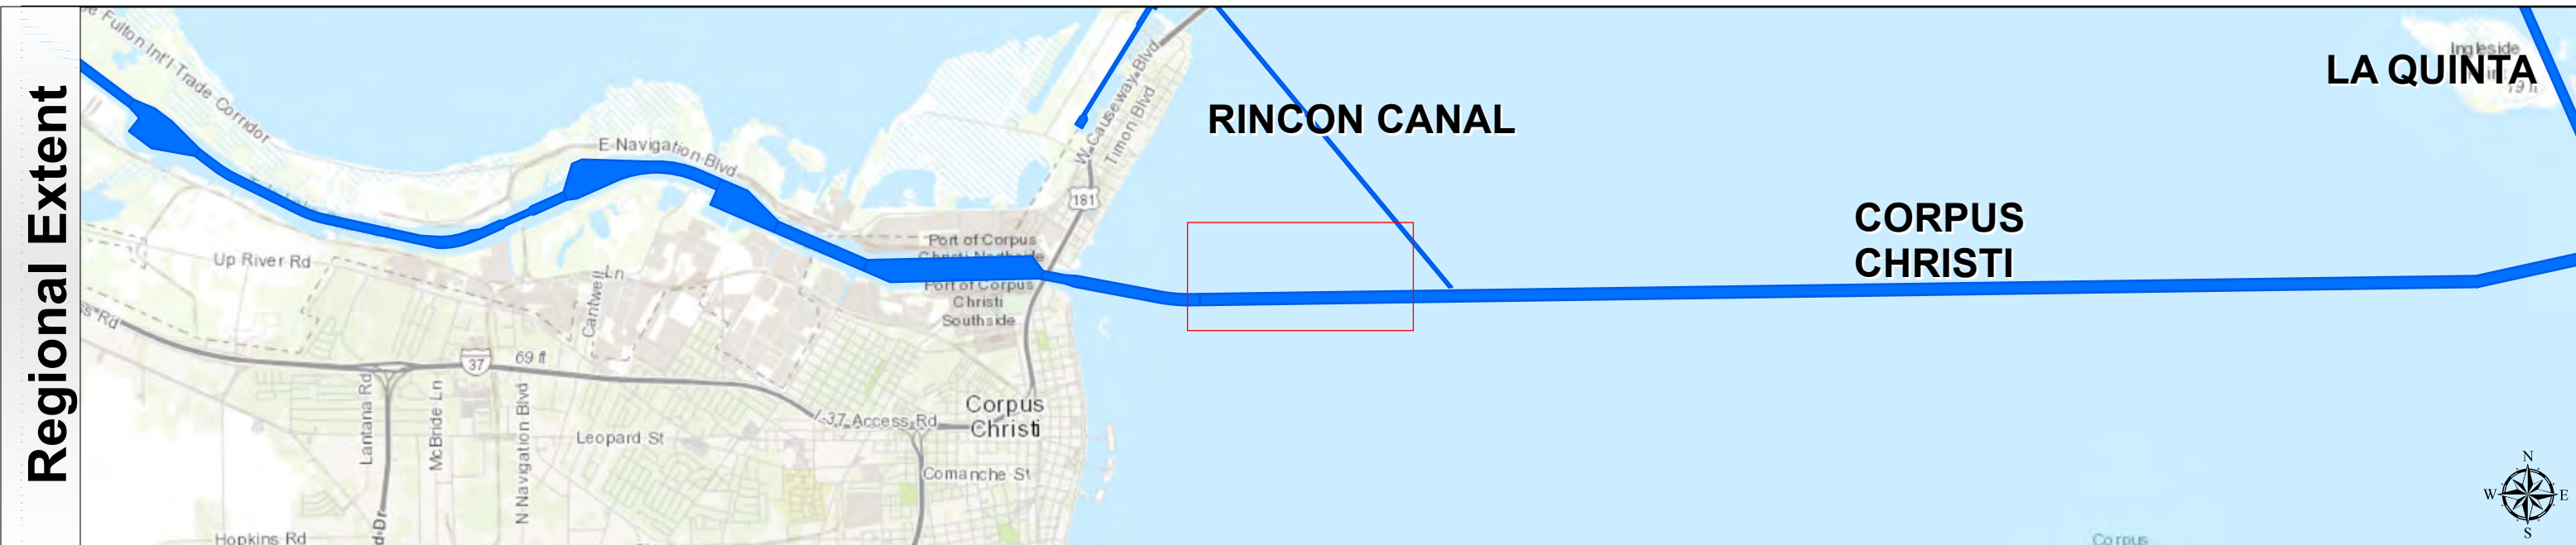 Regional Extent
Fulton Int'l Trade Corridor
E Navigation Blvd
W Causeway Blvd
Timon Blvd
181
RINCON CANAL
LA QUINTA
Ingleside
CORPUS
CHRISTI
Port of Corpus
Christi Northside
Port of Corpus
Christi
Southside
Up River Rd
Cantwell Ln
37
69 ft
Lantana Rd
McBride Ln
N Navigation Blvd
I-37 Access Rd
Leopard St
Corpus
Christi
Comanche St
Hopkins Rd
Corpus
N
W
E
S